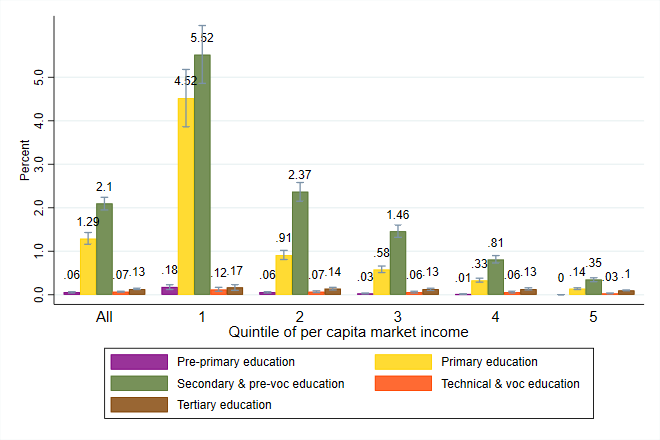 5.52
4.52
5.0
4.0
3.0
2.0
1.0
0.0
Percent
.06 1.29 2.1 .07 .13
.18 .12 .17
.06 .91 2.37 .07 .14
.03 .58 1.46 .06 .13
.01 .33 .81 .06 .13
0 .14 .35 .03 .1
All 1 2 3 4 5
Quintile of per capita market income
Pre-primary education Primary education
Secondary & pre-voc education Technical & voc education
Tertiary education